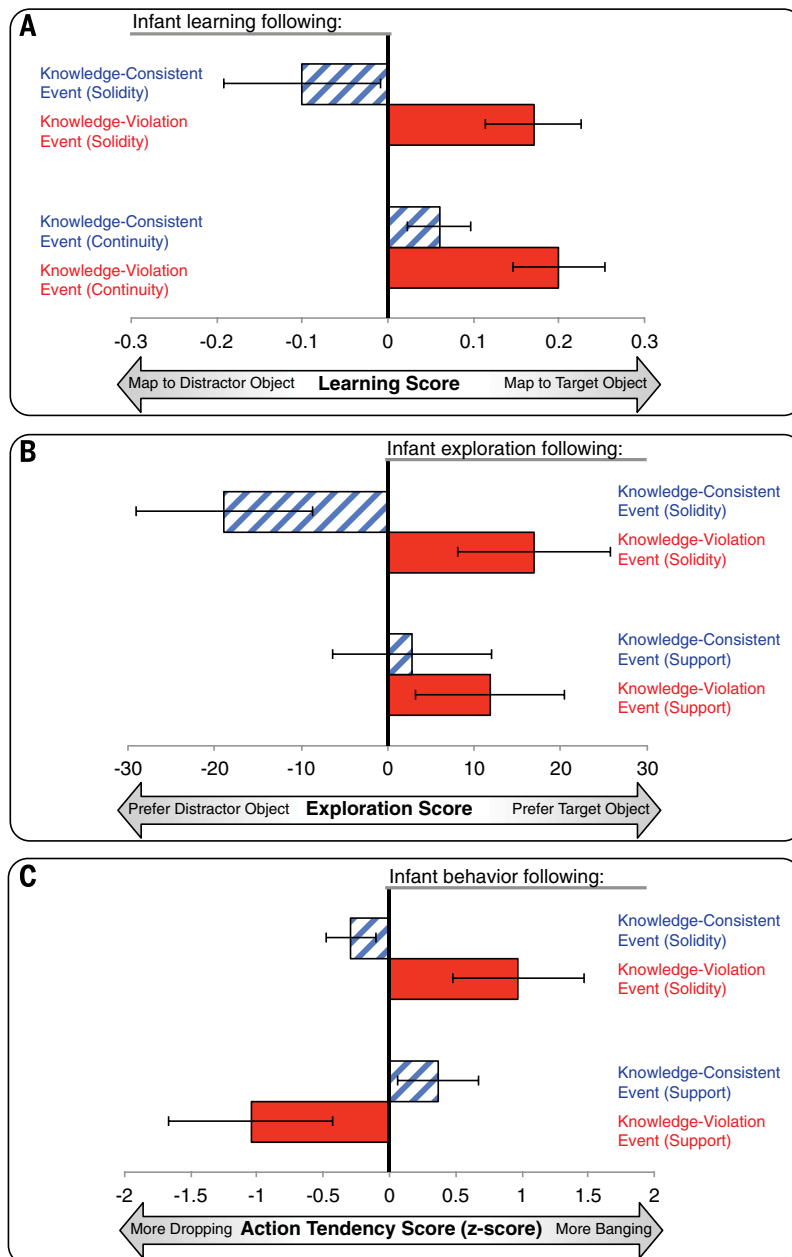 A
Infant learning following:
Knowledge-Consistent
Event (Solidity)
Knowledge-Violation
Event (Solidity)
Knowledge-Consistent
Event (Continuity)
Knowledge-Violation
Event (Continuity)
-0.3 -0.2 -0.1 0 0.1 0.2 0.3
Map to Distractor Object Learning Score Map to Target Object
B
Infant exploration following:
Knowledge-Consistent
Event (Solidity)
Knowledge-Violation
Event (Solidity)
Knowledge-Consistent
Event (Support)
Knowledge-Violation
Event (Support)
-30 -20 -10 0 10 20 30
Prefer Distractor Object Exploration Score Prefer Target Object
C
Infant behavior following:
Knowledge-Consistent
Event (Solidity)
Knowledge-Violation
Event (Solidity)
Knowledge-Consistent
Event (Support)
Knowledge-Violation
Event (Support)
-2 -1.5 -1 -0.5 0 0.5 1 1.5 2
More Dropping Action Tendency Score (z-score) More Banging